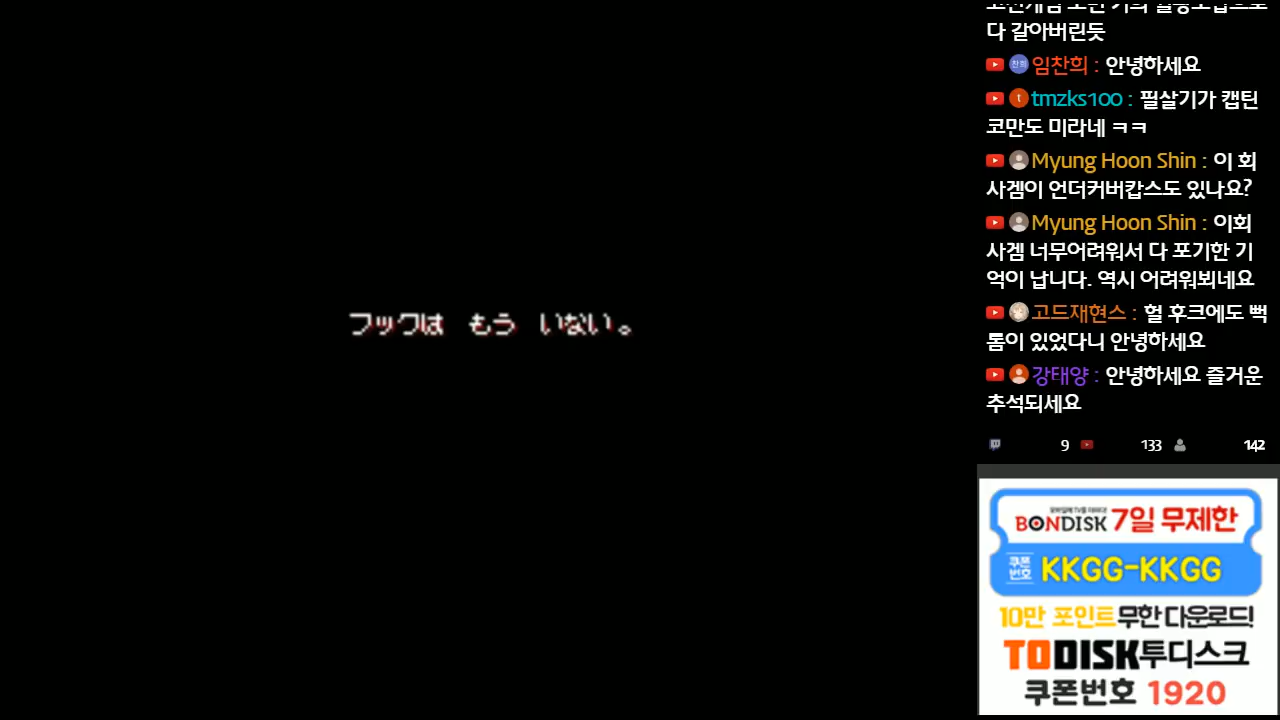 フックは もう いない。
다 갈아버린듯
임찬희 : 안녕하세요
tmzks100 : 필살기가 캡틴
코만도 미라네 ㅋㅋ
Myung Hoon Shin : 이 회
사겜이 언더커버캅스도 있나요?
Myung Hoon Shin : 이회
사겜 너무어려워서 다 포기한 기
억이 납니다. 역시 어려워뵈네요
고드재현스 : 헐 후크에도 뻑
톰이 있었다니 안녕하세요
강태양 : 안녕하세요 즐거운
추석되세요
9 133 142
BONDISK 7일 무제한
쿠폰
번호 KKGG-KKGG
10만 포인트 무한 다운로드!
TODISK투디스크
쿠폰번호 1920